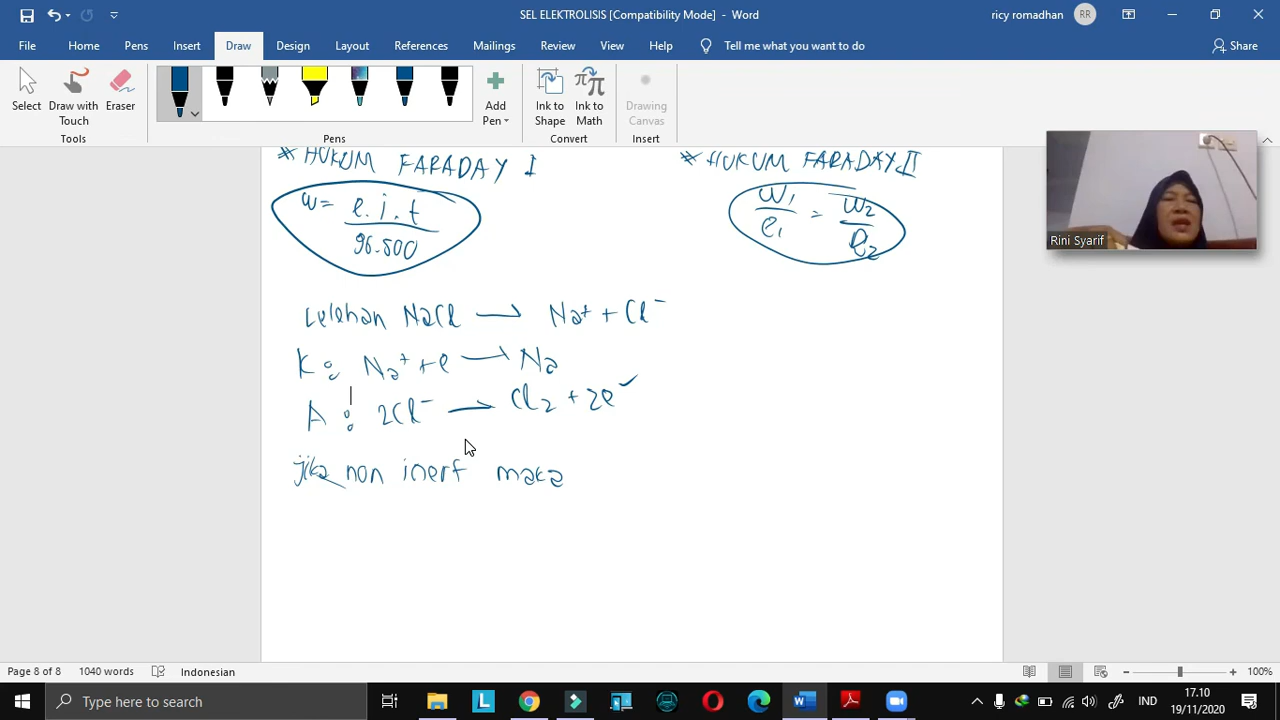 SEL ELEKTROLISIS [Compatibility Mode] - Word
ricy romadhan
RR
File Home Pens Insert Draw Design Layout References Mailings Review View Help Tell me what you want to do
Share
Select
Draw with Touch
Eraser
Add Pen
Ink to Shape
Ink to Math
Drawing Canvas
Tools
Pens
Convert
Insert
* HUKUM FARADAY I
* HUKUM FARADAY II
w = e.i.t / 96.500
w1/e1 = w2/e2
Lelehan NaCl → Na+ + Cl-
K : Na+ + e → Na
A : 2Cl- → Cl2 + 2e
jika non inert maka
Rini Syarif
Page 8 of 8 1040 words Indonesian
100%
Type here to search
IND
17.10
19/11/2020